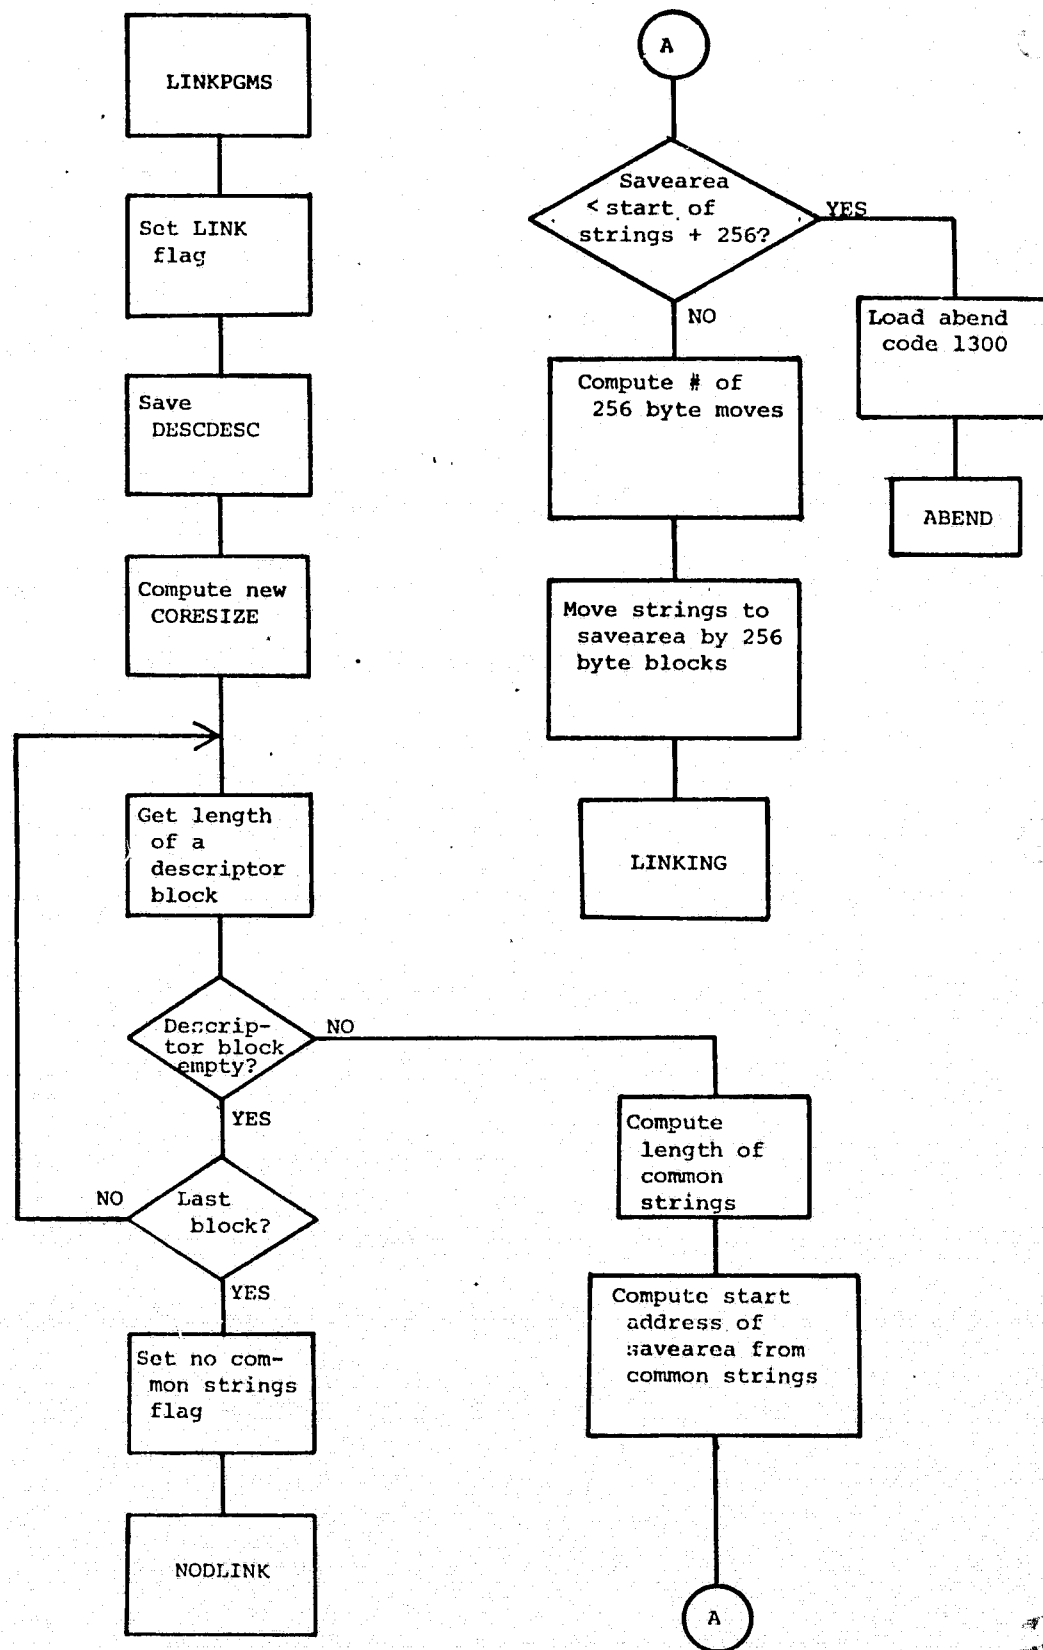 LINKPGMS
Set LINK
flag
Save
DESCDESC
Compute new
CORESIZE
Get length
of a
descriptor
block
Descrip-
tor block
empty?
NO
YES
Last
block?
NO
YES
Set no com-
mon strings
flag
NODLINK
Compute
length of
common
strings
Compute start
address of
savearea from
common strings
A
A
Savearea
< start of
strings + 256?
YES
NO
Load abend
code 1300
ABEND
Compute # of
256 byte moves
Move strings to
savearea by 256
byte blocks
LINKING